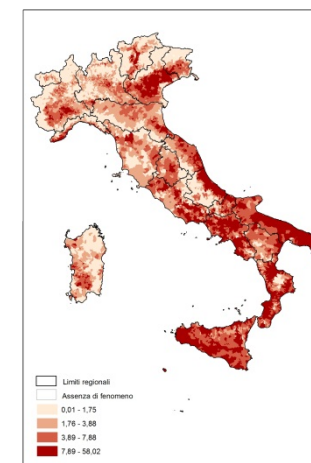 Limiti regionali
Assenza di fenomeno
0,01 - 1,75
1,76 - 3,88
3,89 - 7,88
7,89 - 58,02